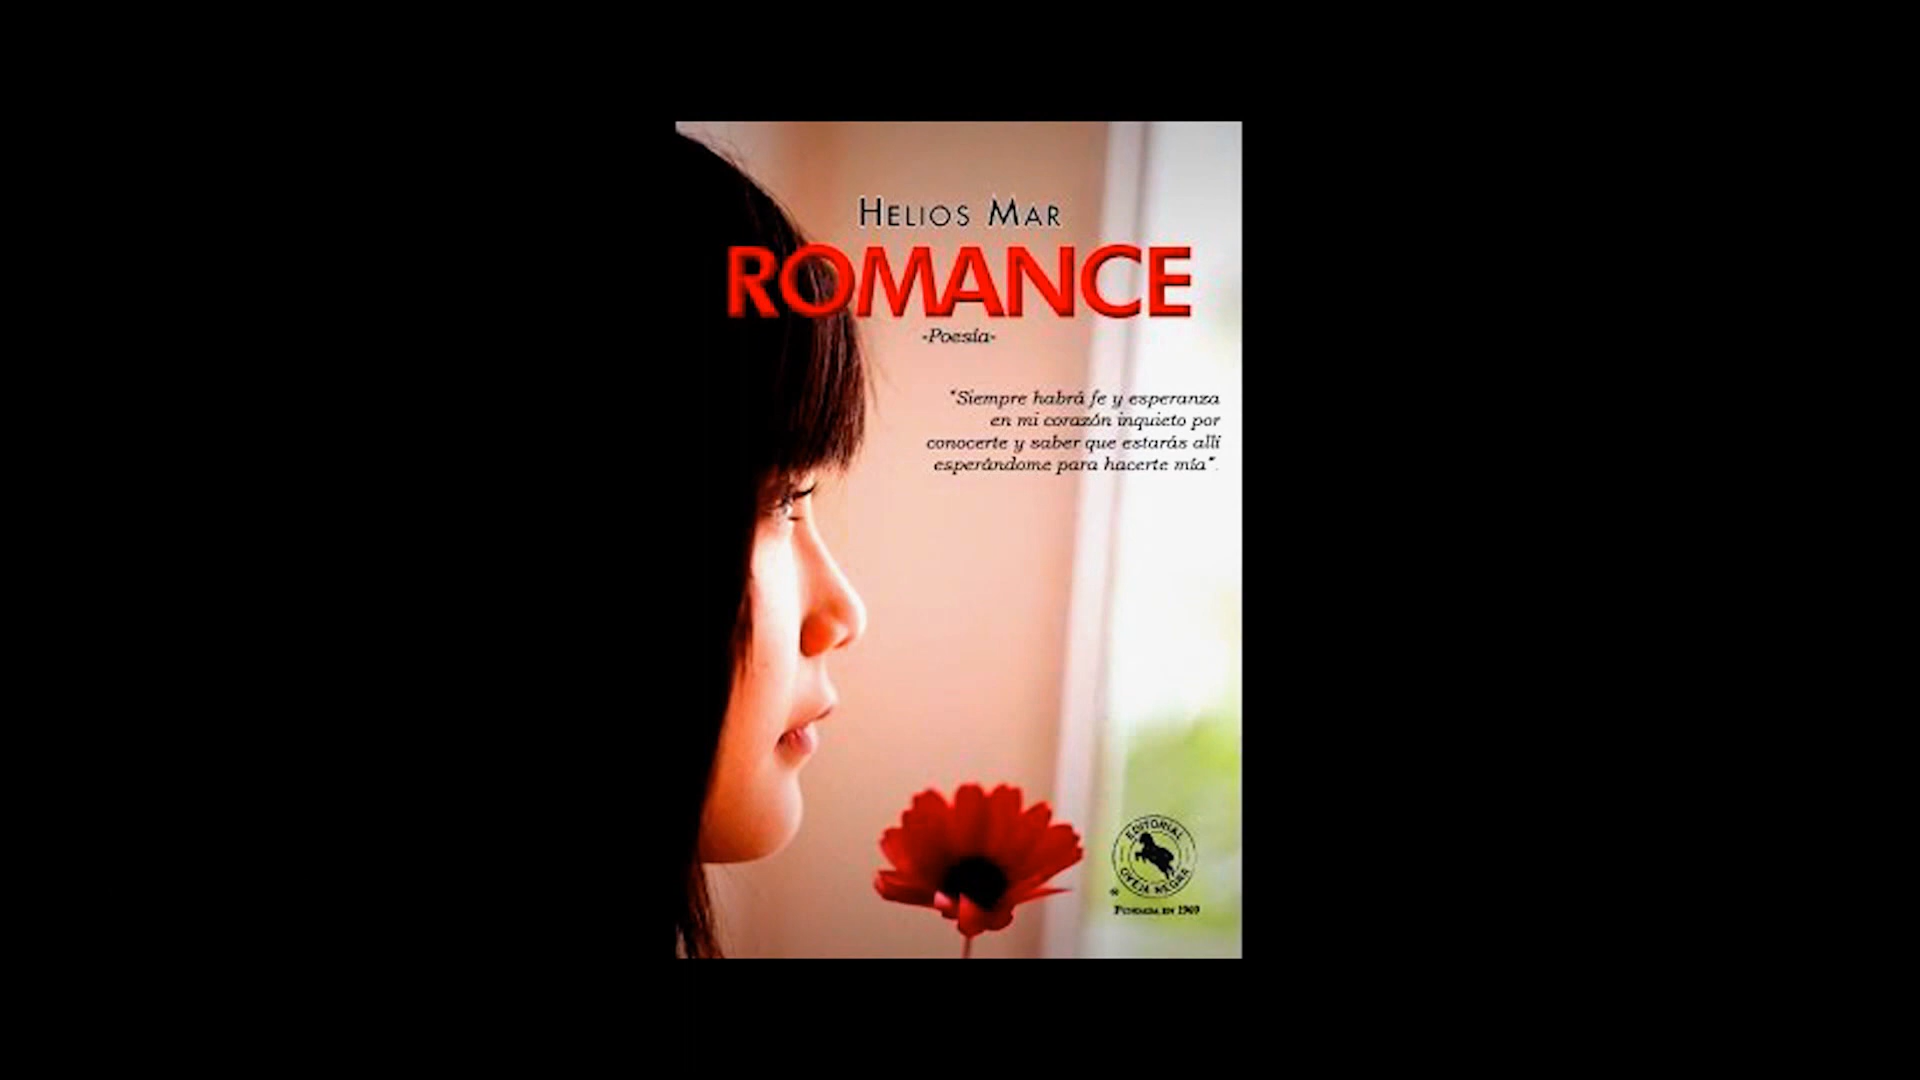 HELIOS MAR
ROMANCE
-Poesía-
"Siempre habrá fe y esperanza
en mi corazón inquieto por
conocerte y saber que estarás allí
esperándome para hacerte mía".
EDITORIAL
OVEJA NEGRA
FUNDADA EN 1969